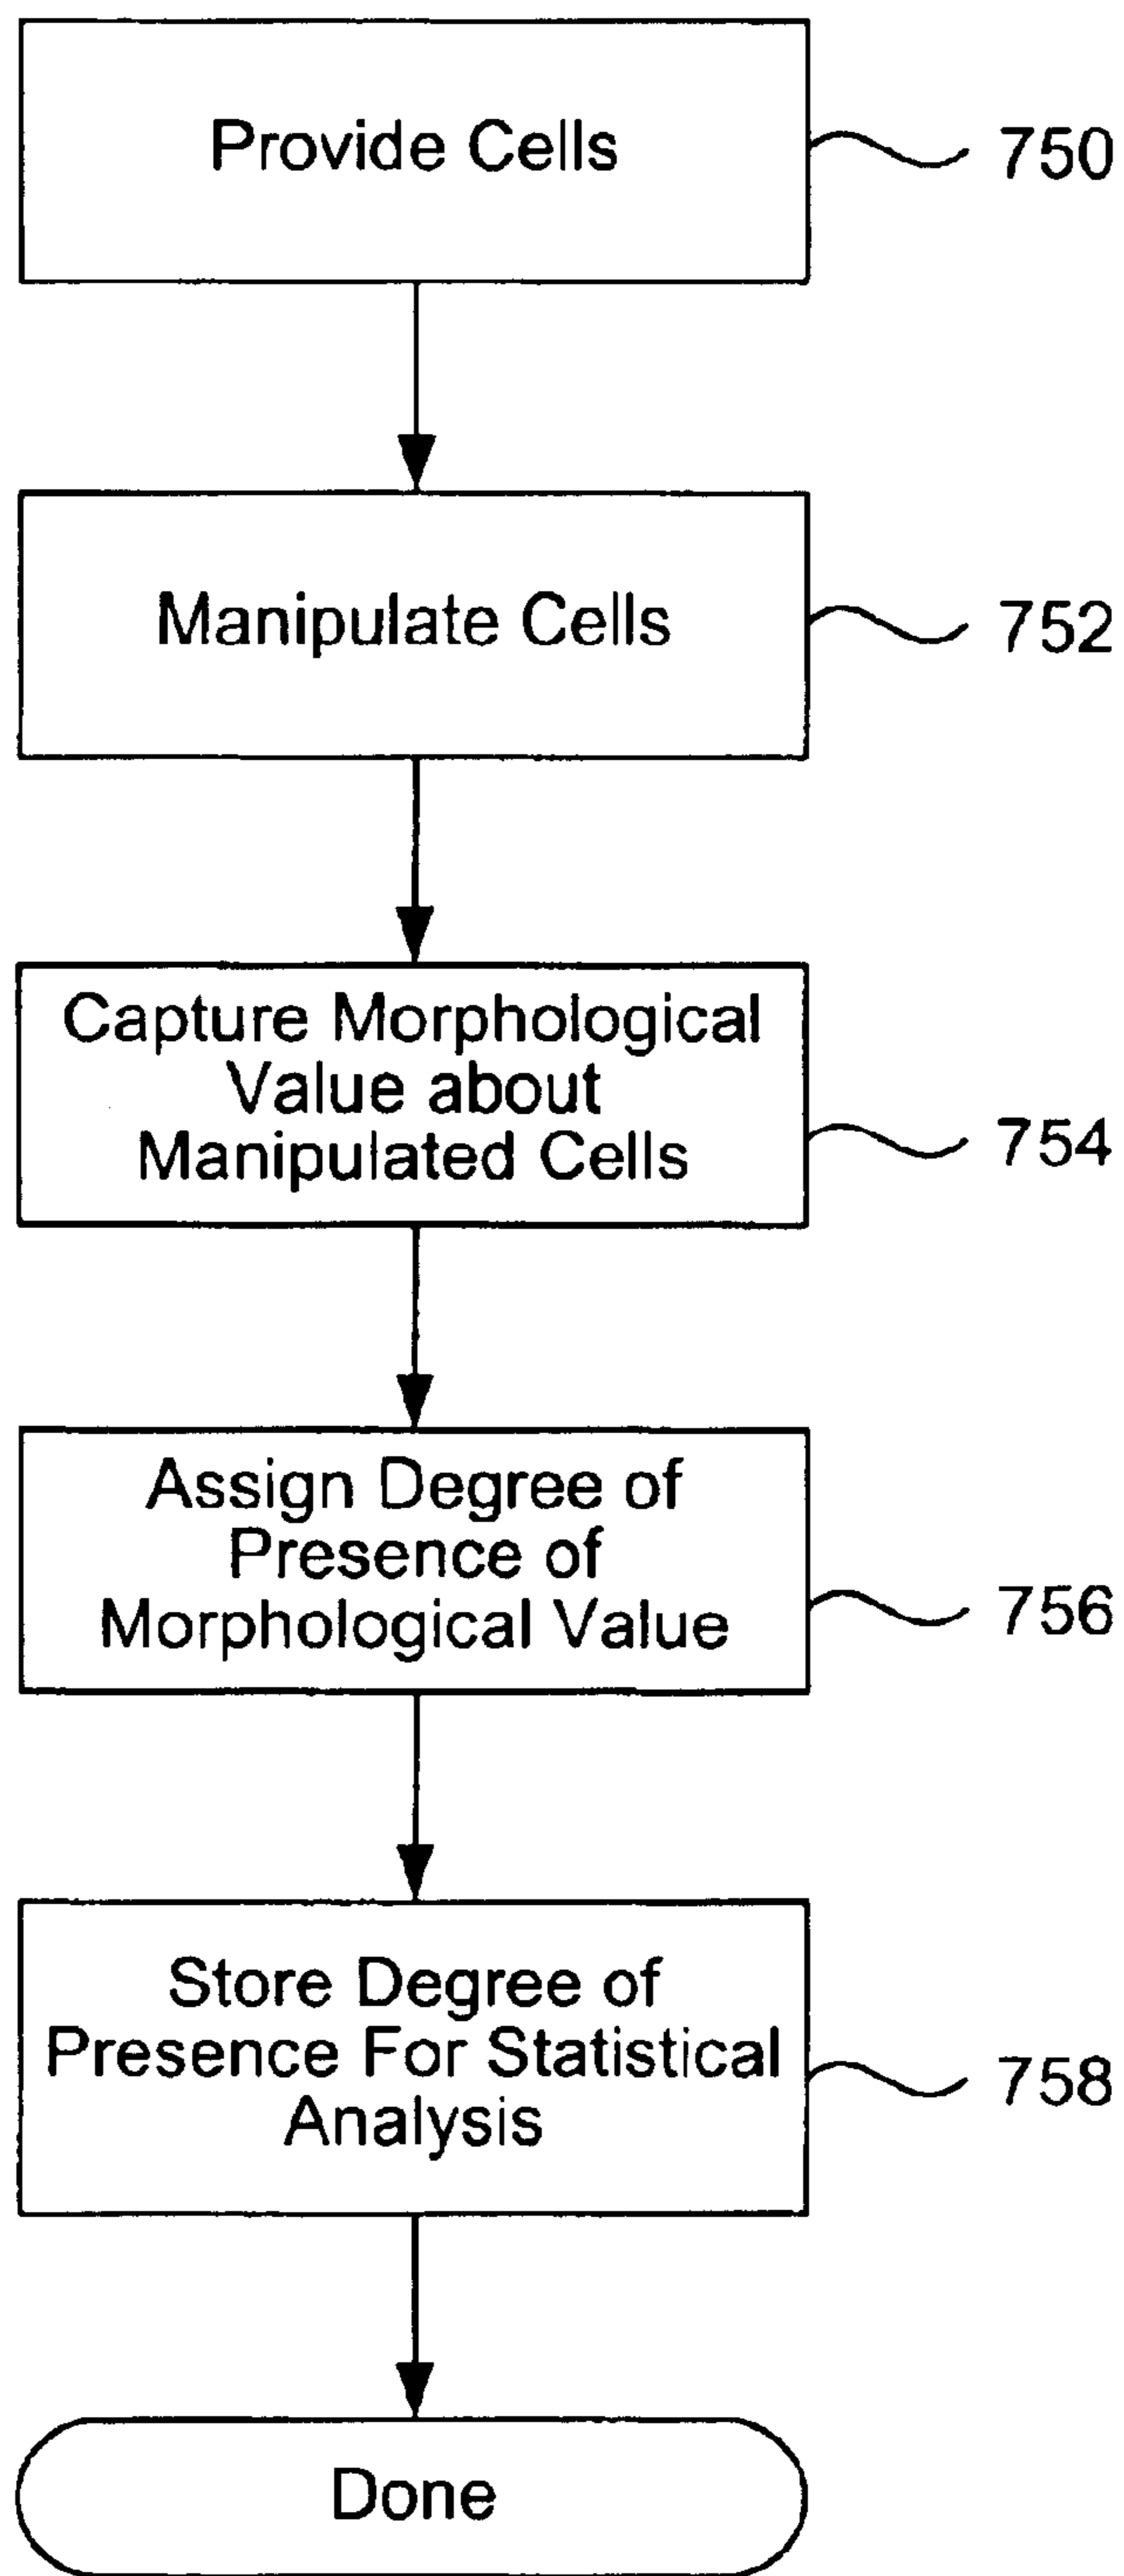 Provide Cells
750
Manipulate Cells
752
Capture Morphological
Value about
Manipulated Cells
754
Assign Degree of
Presence of
Morphological Value
756
Store Degree of
Presence For Statistical
Analysis
758
Done